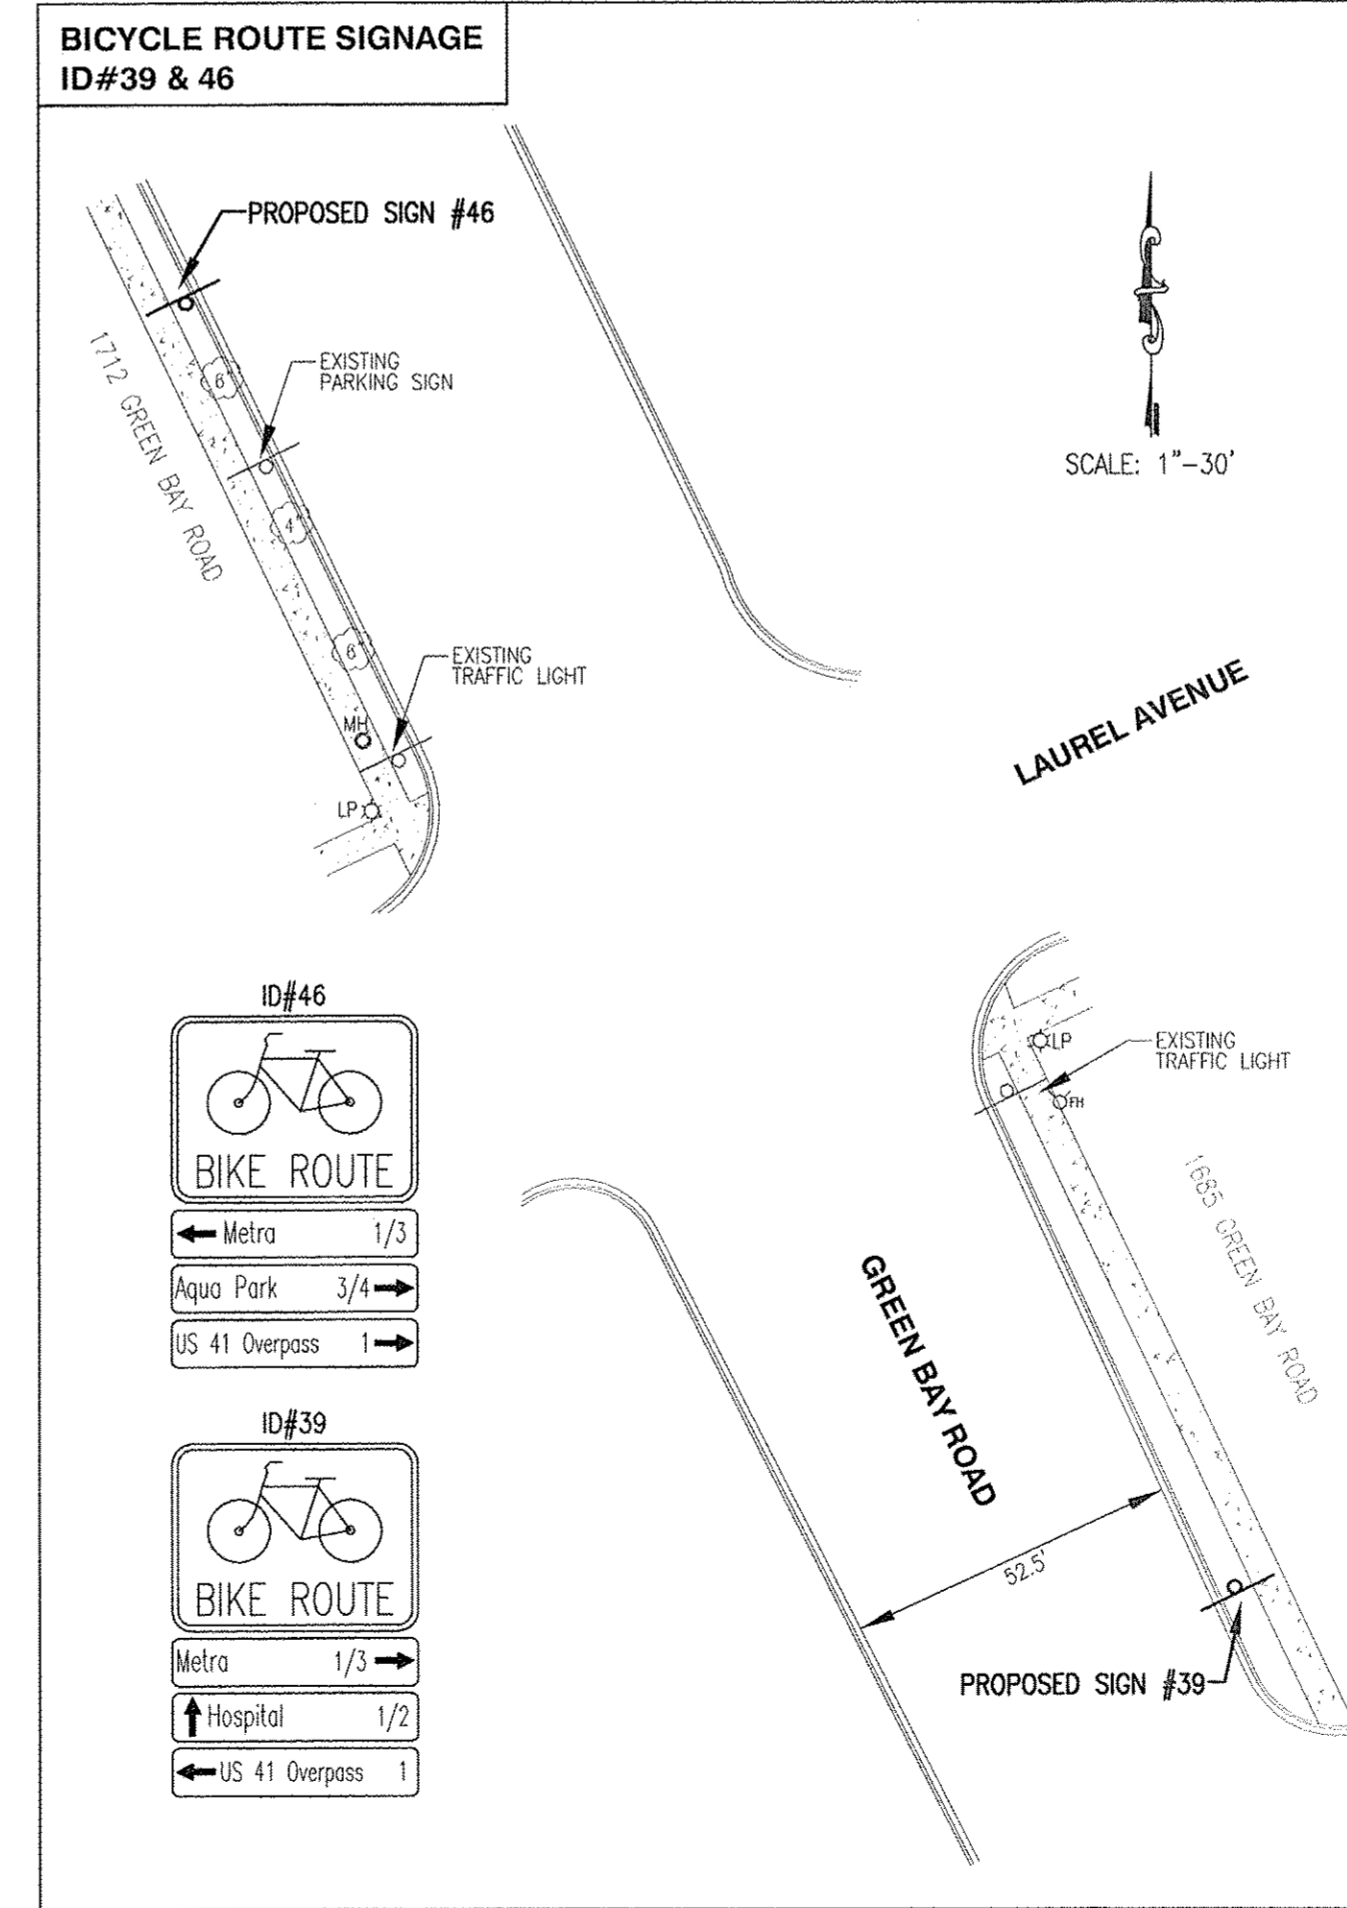 BICYCLE ROUTE SIGNAGE
ID#39 & 46
PROPOSED SIGN #46
EXISTING
PARKING SIGN
1712 GREEN BAY ROAD
6"
4"
6"
SCALE: 1"-30'
EXISTING
TRAFFIC LIGHT
MH
LP
LAUREL AVENUE
ID#46
BIKE ROUTE
← Metra 1/3
Aqua Park 3/4 →
US 41 Overpass 1 →
LP
EXISTING
TRAFFIC LIGHT
FH
1685 GREEN BAY ROAD
GREEN BAY ROAD
52.5'
PROPOSED SIGN #39
ID#39
BIKE ROUTE
Metra 1/3 →
↑ Hospital 1/2
← US 41 Overpass 1